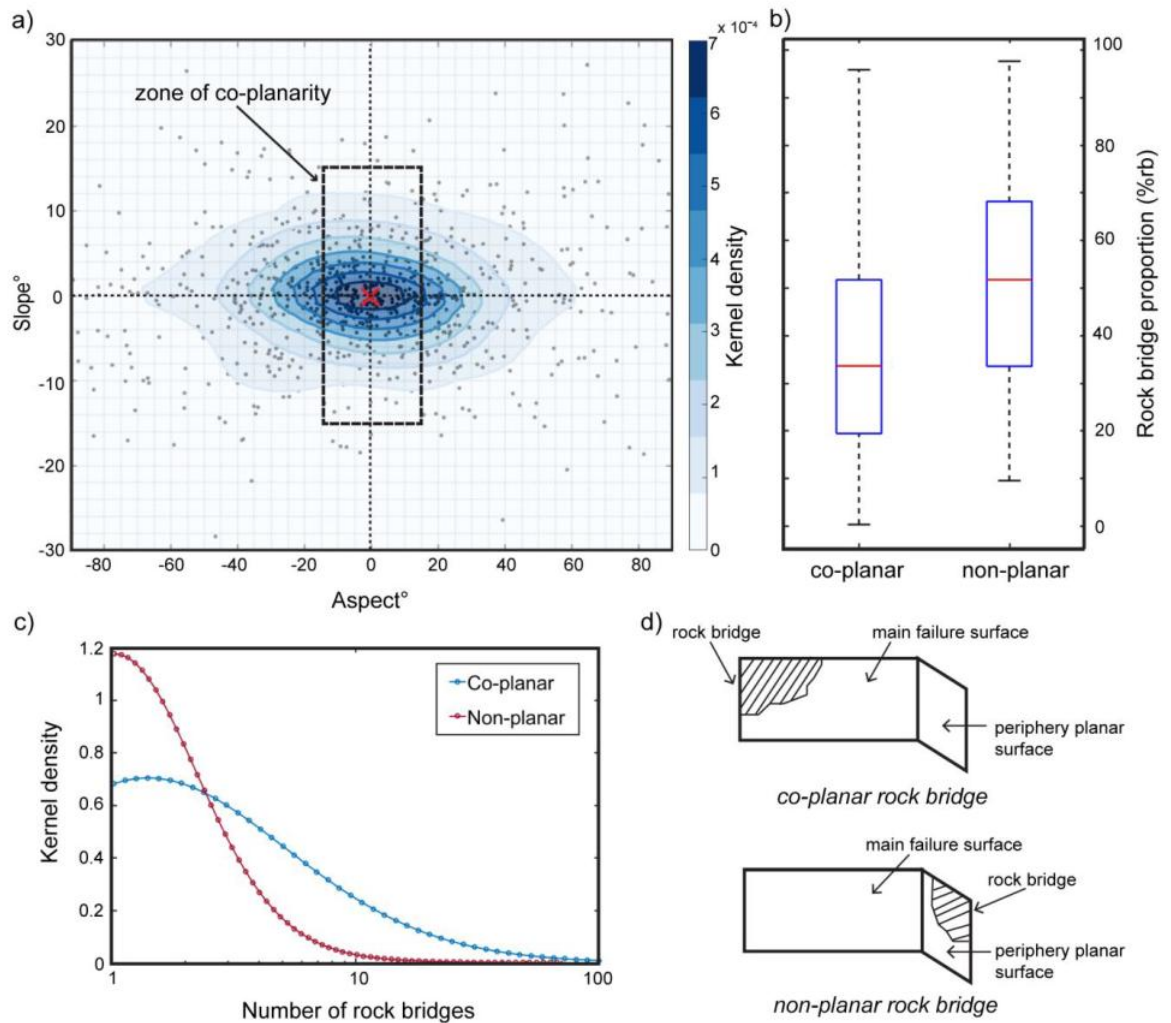 a)
x 10⁻⁴
zone of co-planarity
30
20
10
0
-10
-20
30
Slope°
-80
-60
-40
-20
0
20
40
60
80
Aspect°
7
6
5
4
3
2
1
0
Kernel density
b)
100
80
60
40
20
0
Rock bridge proportion (%rb)
co-planar
non-planar
c)
1.2
1
0.8
0.6
0.4
0.2
0
Kernel density
Co-planar
Non-planar
1
10
100
Number of rock bridges
d)
rock bridge
main failure surface
periphery planar
surface
co-planar rock bridge
main failure surface
rock bridge
periphery planar
surface
non-planar rock bridge